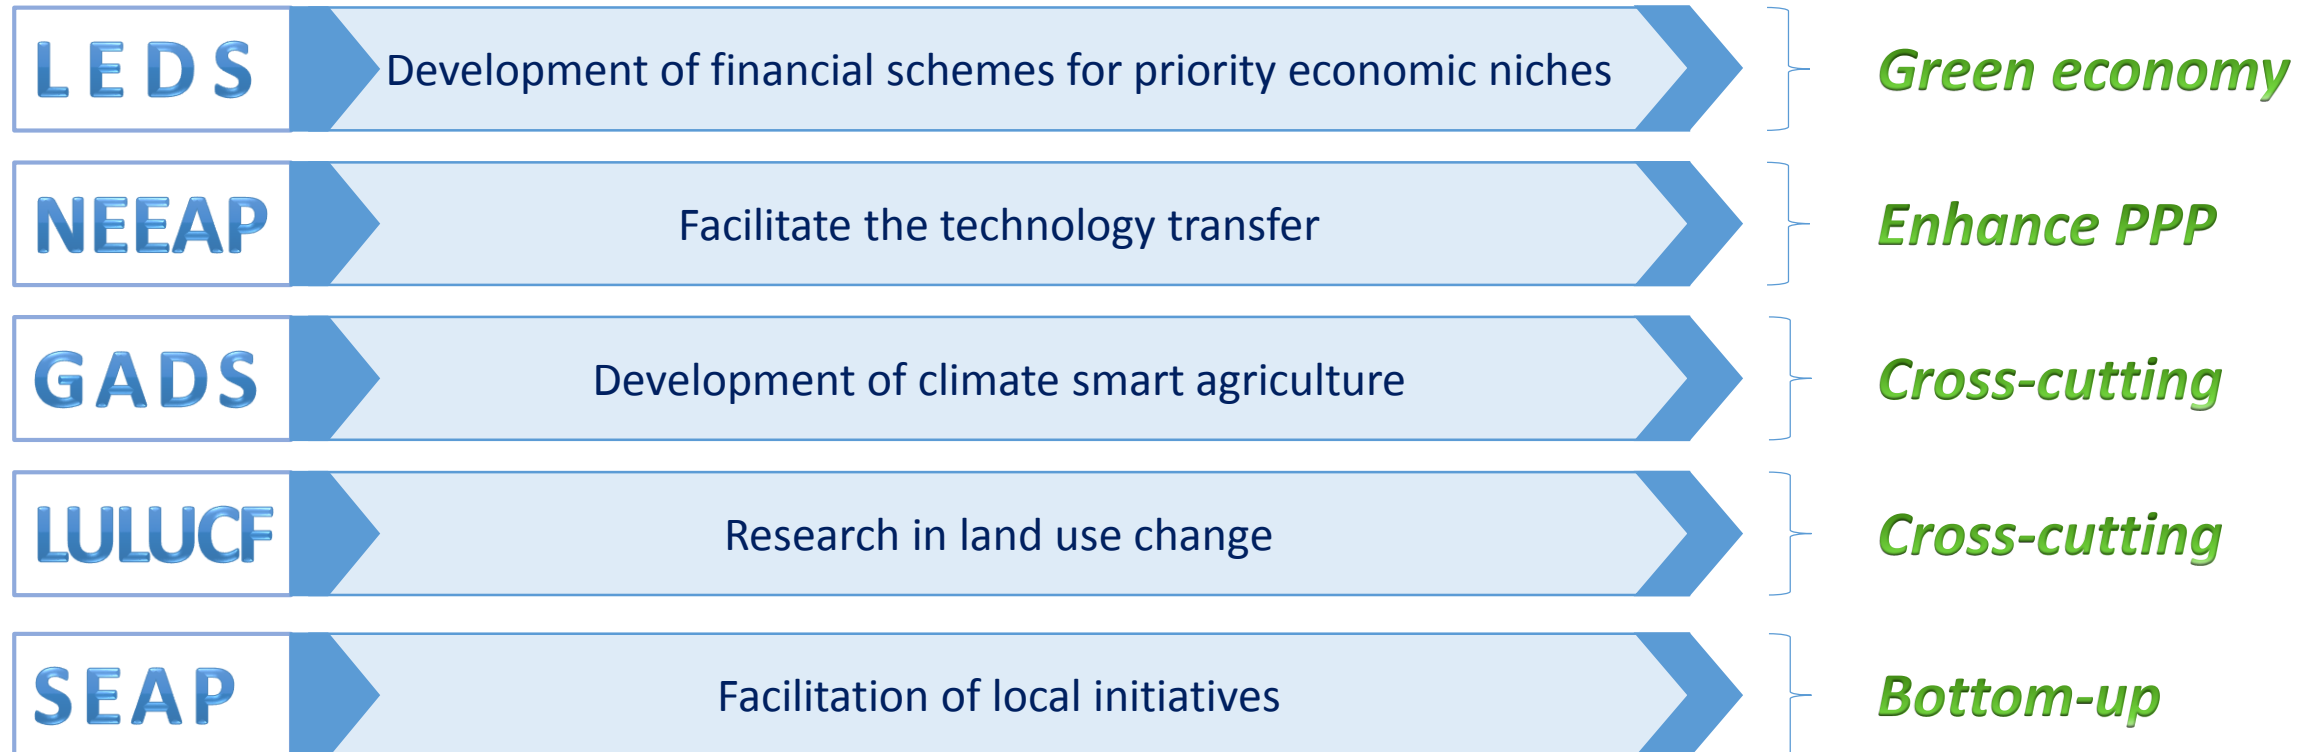 LEDS
Development of financial schemes for priority economic niches
Green economy
NEEAP
Facilitate the technology transfer
Enhance PPP
GADS
Development of climate smart agriculture
Cross-cutting
LULUCF
Research in land use change
Cross-cutting
SEAP
Facilitation of local initiatives
Bottom-up